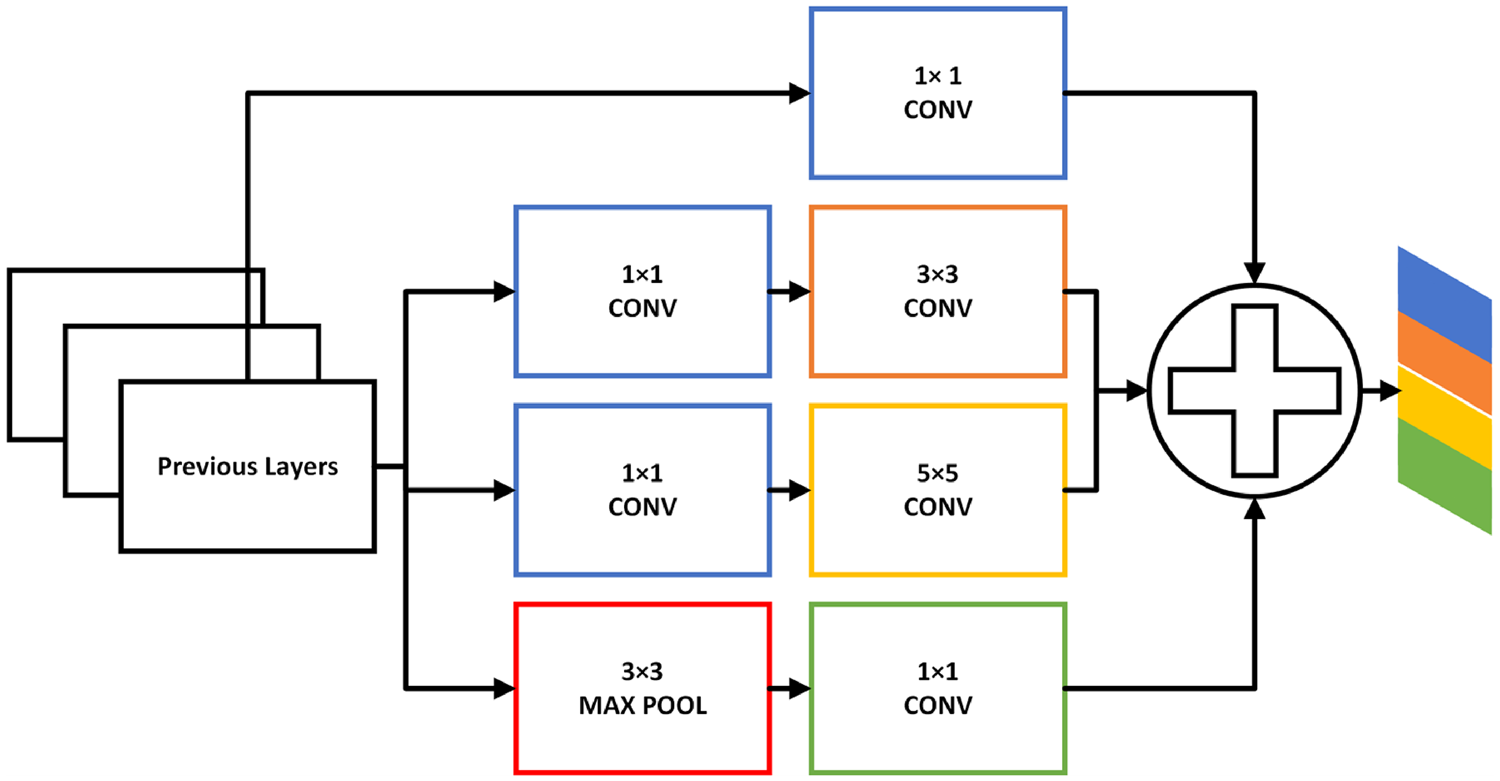 1× 1
CONV
1×1
CONV
3×3
CONV
Previous Layers
1×1
CONV
5×5
CONV
3×3
MAX POOL
1×1
CONV